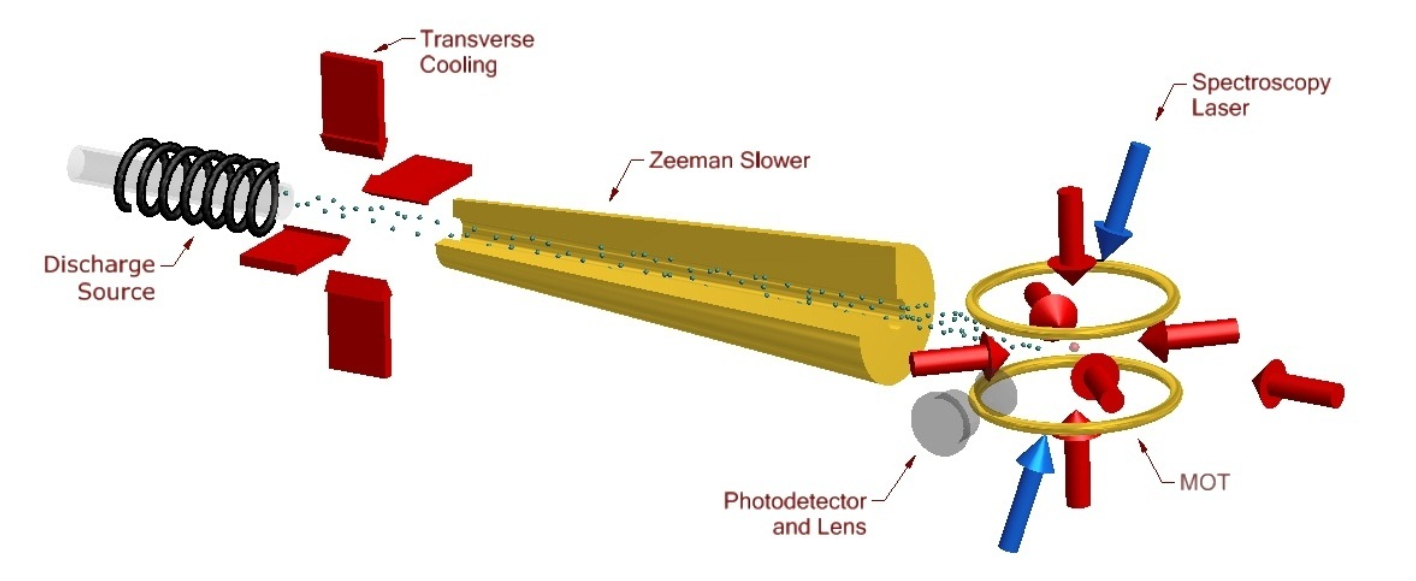 Transverse
Cooling
Spectroscopy
Laser
Zeeman Slower
Discharge
Source
Photodetector
and Lens
MOT